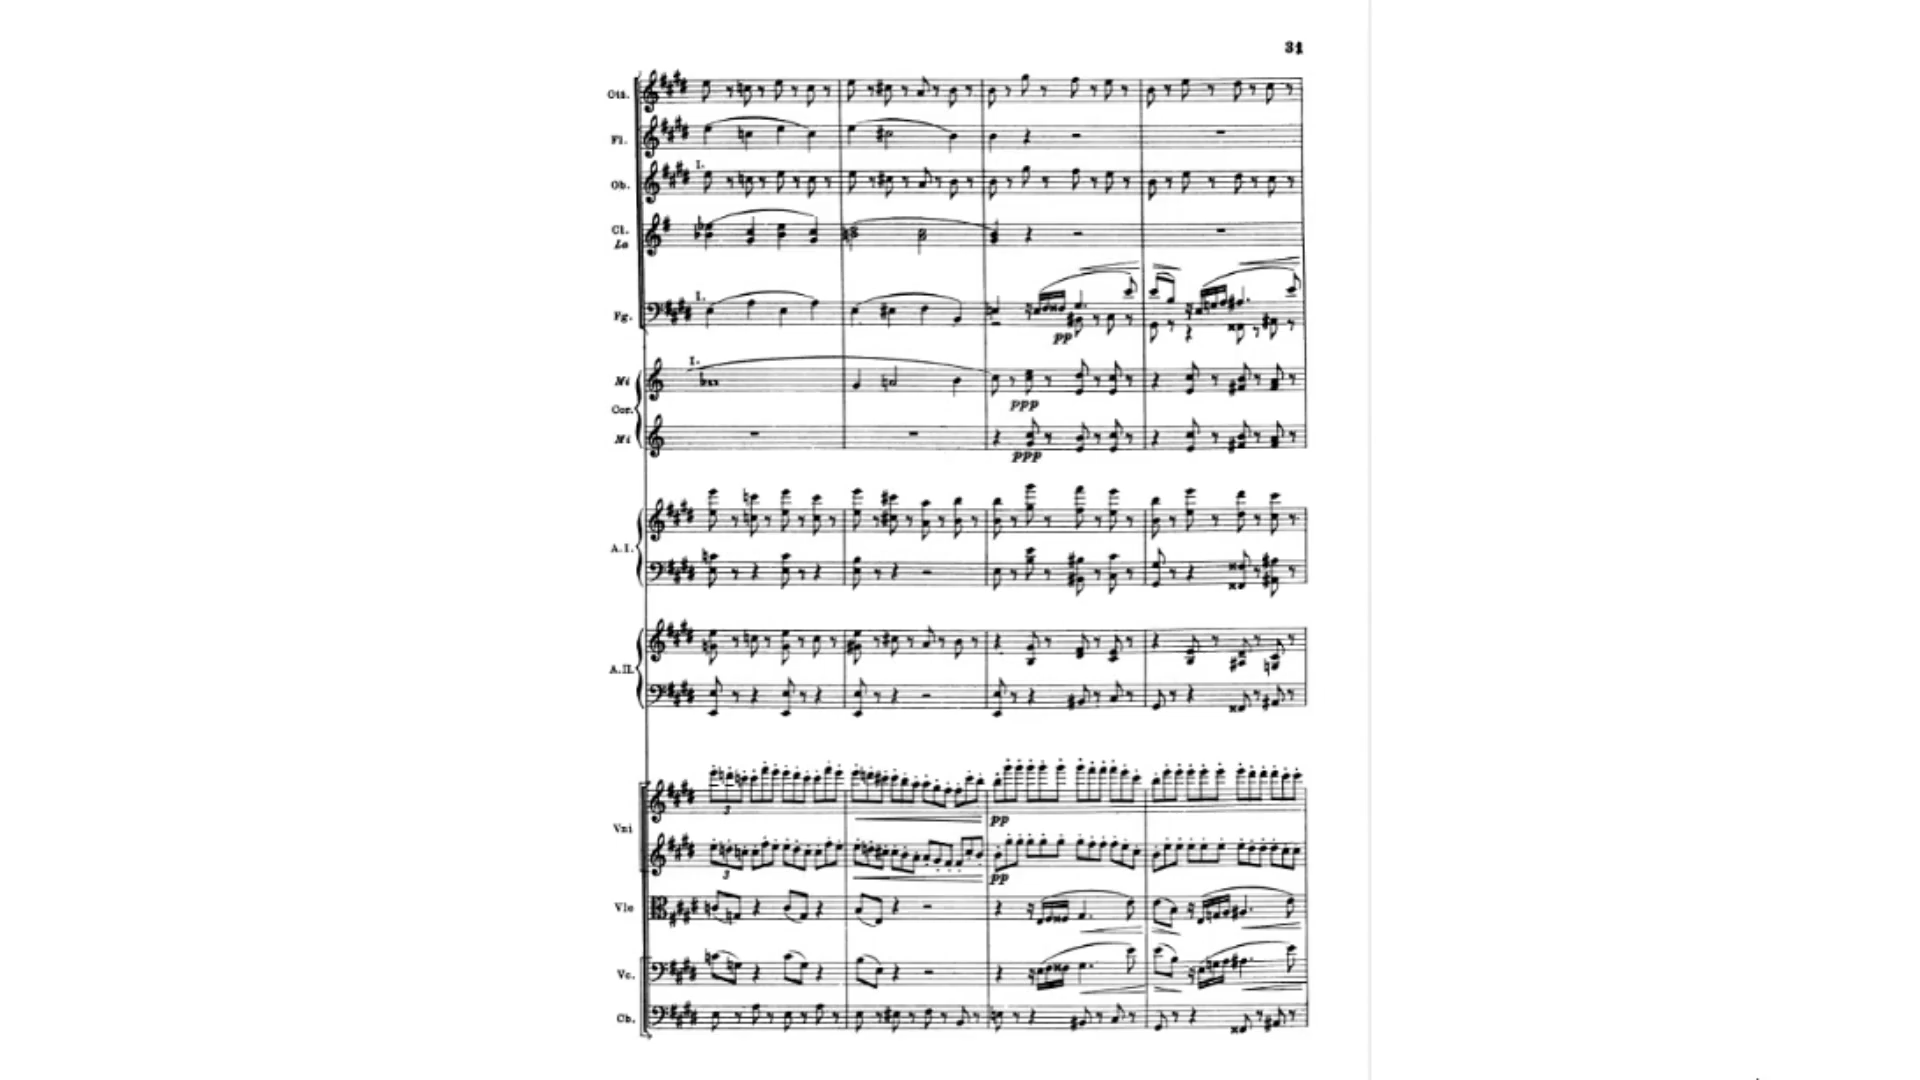 31
Ott.
Fl.
I.
Ob.
Cl.
La
I.
Fg.
pp
I.
Mi
ppp
Cor.
Mi
ppp
A.I.
A.II.
3
pp
Vni
3
pp
Vle
Vc.
Cb.